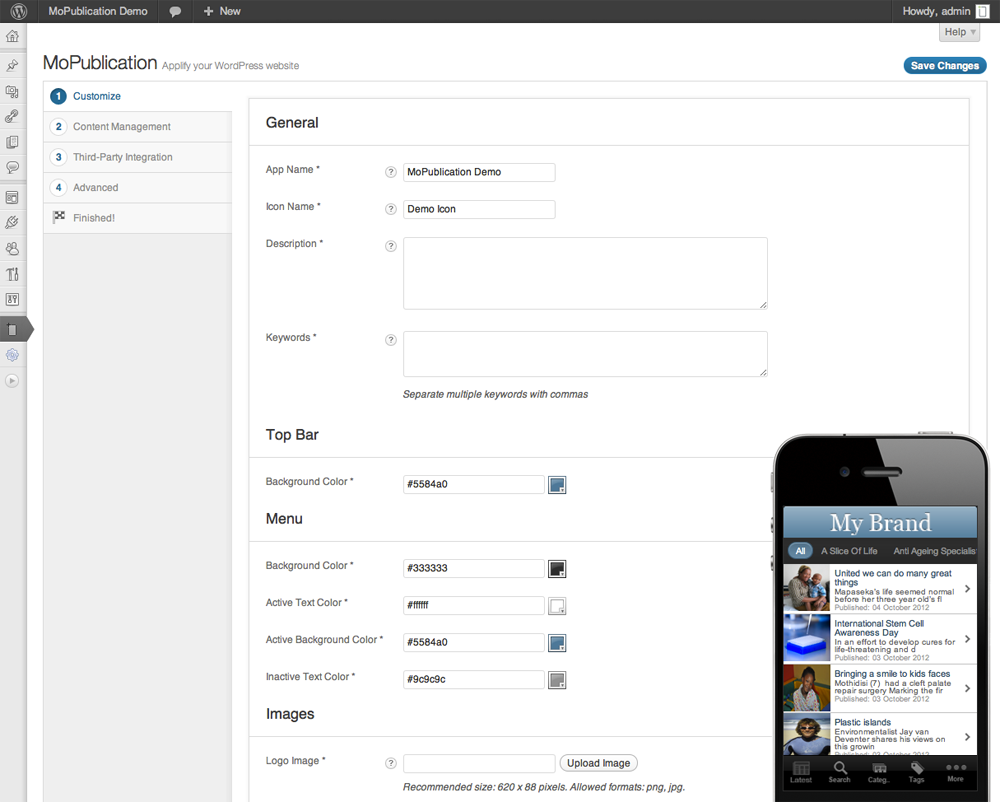 MoPublication Demo
+ New
Howdy, admin
Help
MoPublication Applify your WordPress website
Save Changes
1 Customize
2 Content Management
3 Third-Party Integration
4 Advanced
Finished!
General
App Name *
? MoPublication Demo
Icon Name *
? Demo Icon
Description *
?
Keywords *
?
Separate multiple keywords with commas
Top Bar
Background Color *
#5584a0
Menu
Background Color *
#333333
Active Text Color *
#ffffff
Active Background Color *
#5584a0
Inactive Text Color *
#9c9c9c
Images
Logo Image *
?
Upload Image
Recommended size: 620 x 88 pixels. Allowed formats: png, jpg.
My Brand
All A Slice Of Life Anti Ageing Specialis
United we can do many great
things
Mapaseka's life seemed normal
before her three year old's fl
Published: 04 October 2012
International Stem Cell
Awareness Day
In an effort to develop cures for
life-threatening and d
Published: 03 October 2012
Bringing a smile to kids faces
Mothidisi (7) had a cleft palate
repair surgery Marking the fir
Published: 03 October 2012
Plastic islands
Environmentalist Jay van
Deventer shares his views on
this growin
Published: 03 October 2012
Latest Search Categ.. Tags More